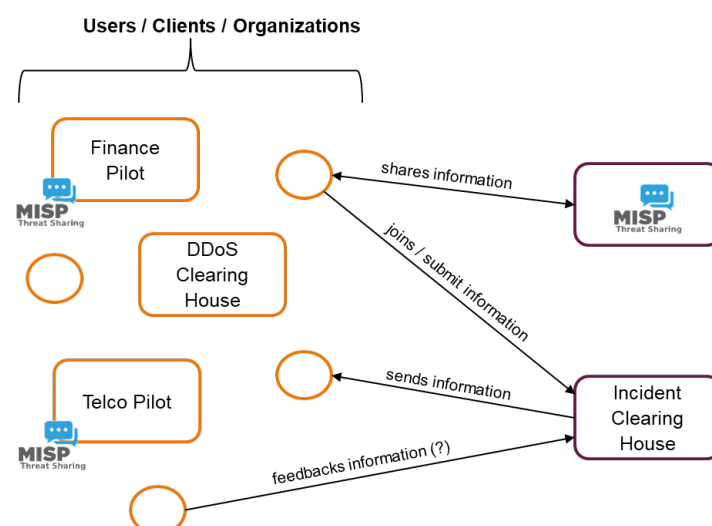 Users / Clients / Organizations
Finance
Pilot
MISP
Threat Sharing
shares information
MISP
Threat Sharing
joins / submit information
DDoS
Clearing
House
Telco Pilot
MISP
Threat Sharing
sends information
Incident
Clearing
House
feedbacks information (?)